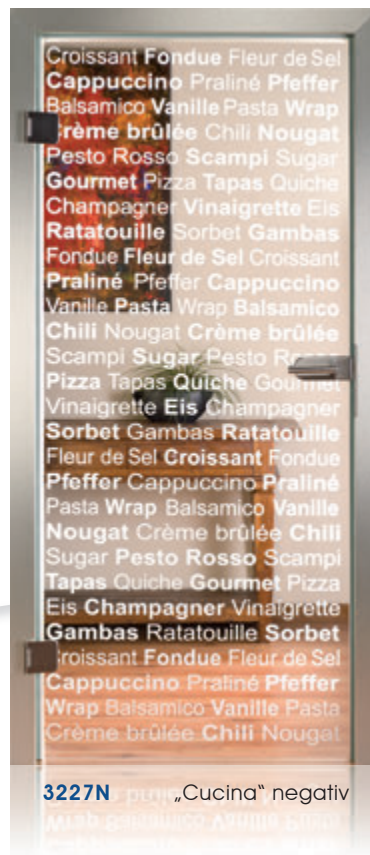 Croissant Fondue Fleur de Sel
Cappuccino Praliné Pfeffer
Balsamico Vanille Pasta Wrap
Crème brûlée Chili Nougat
Pesto Rosso Scampi Sugar
Gourmet Pizza Tapas Quiche
Champagner Vinaigrette Eis
Ratatouille Sorbet Gambas
Fondue Fleur de Sel Croissant
Praliné Pfeffer Cappuccino
Vanille Pasta Wrap Balsamico
Chili Nougat Crème brûlée
Scampi Sugar Pesto
Pizza Tapas Quiche Gourmet
Vinaigrette Eis Champagner
Sorbet Gambas Ratatouille
Fleur de Sel Croissant Fondue
Pfeffer Cappuccino Praliné
Pasta Wrap Balsamico Vanille
Nougat Crème brûlée Chili
Sugar Pesto Rosso Scampi
Tapas Quiche Gourmet Pizza
Eis Champagner Vinaigrette
Gambas Ratatouille Sorbet
Croissant Fondue Fleur de Sel
Cappuccino Praliné Pfeffer
Wrap Balsamico Vanille Pasta
Crème brûlée Chili Nougat
3227N „Cucina“ negativ